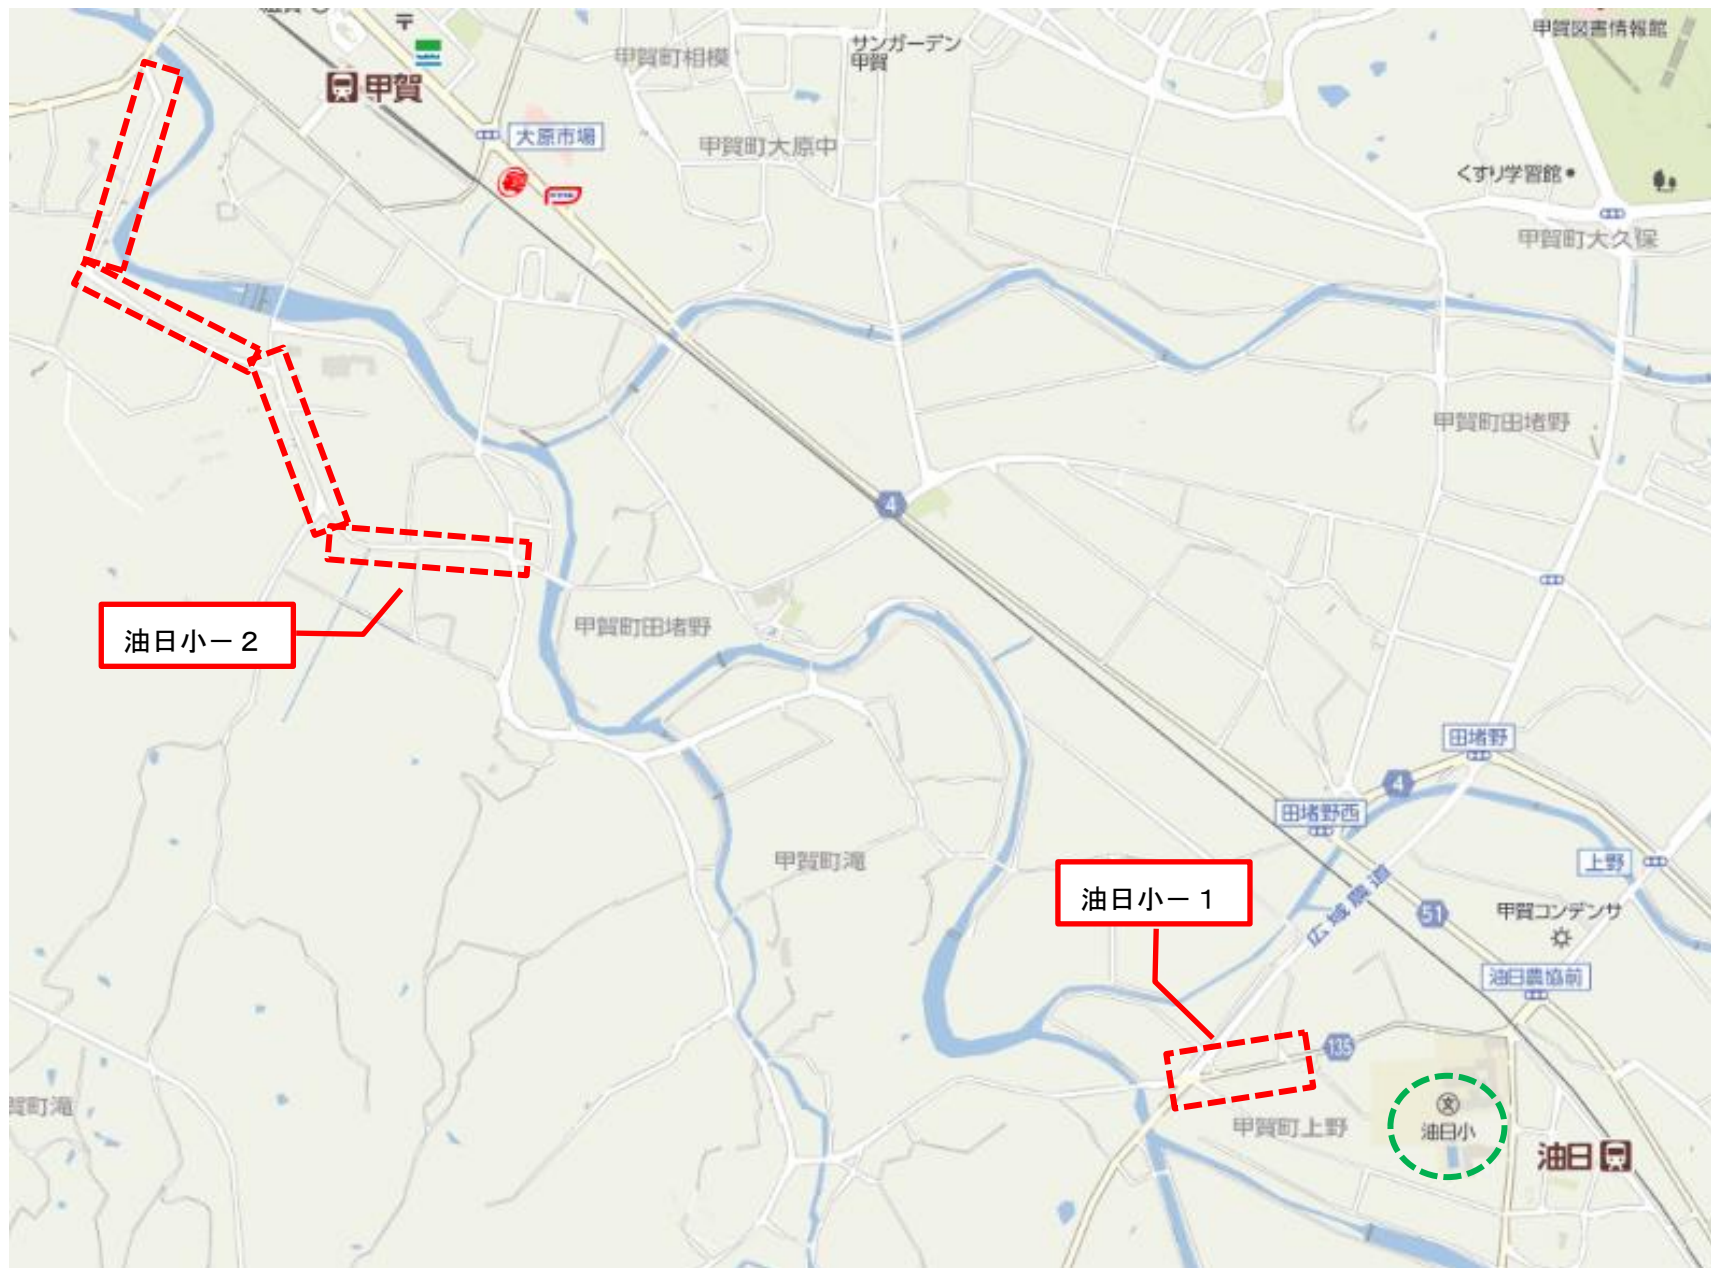 甲賀図書情報館
サンガーデン
甲賀
甲賀町相模
甲賀
大原市場
甲賀町大原中
くすり学習館
甲賀町大久保
甲賀町田堵野
4
油日小－２
甲賀町田堵野
田堵野
4
田堵野西
甲賀町滝
上野
油日小－１
広域農道
51
甲賀コンデンサ
油日農協前
135
賀町滝
甲賀町上野
文
油日小
油日